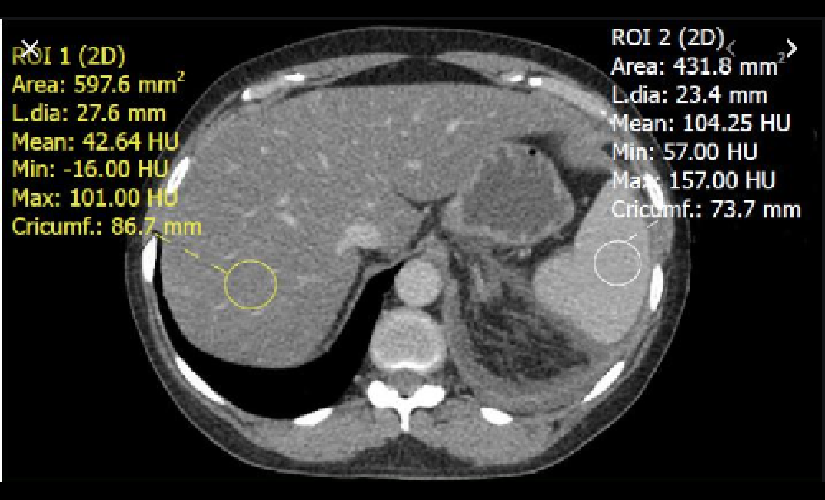 ROI 1 (2D)
Area: 597.6 mm²
L.dia: 27.6 mm
Mean: 42.64 HU
Min: -16.00 HU
Max: 101.00 HU
Cricumf.: 86.7 mm
ROI 2 (2D)
Area: 431.8 mm²
L.dia: 23.4 mm
Mean: 104.25 HU
Min: 57.00 HU
Max: 157.00 HU
Cricumf.: 73.7 mm